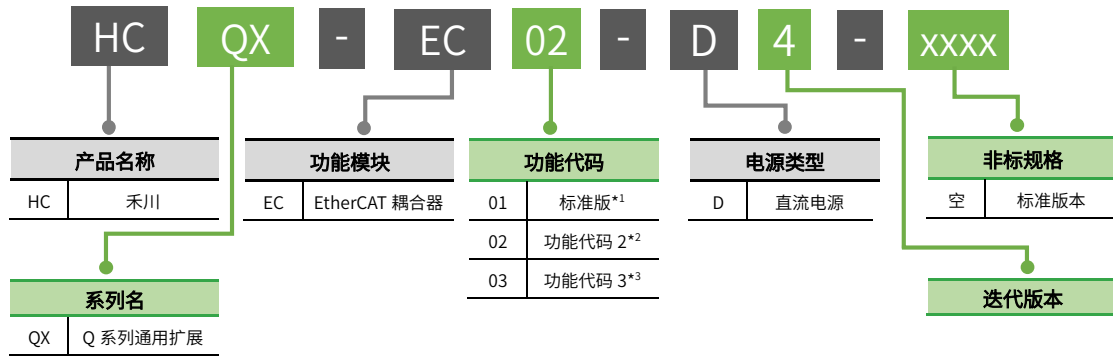 HC QX - EC 02 - D 4 - xxxx
产品名称
HC 禾川
功能模块
EC EtherCAT 耦合器
功能代码
01 标准版*1
02 功能代码 2*2
03 功能代码 3*3
电源类型
D 直流电源
非标规格
空 标准版本
系列名
QX Q 系列通用扩展
迭代版本